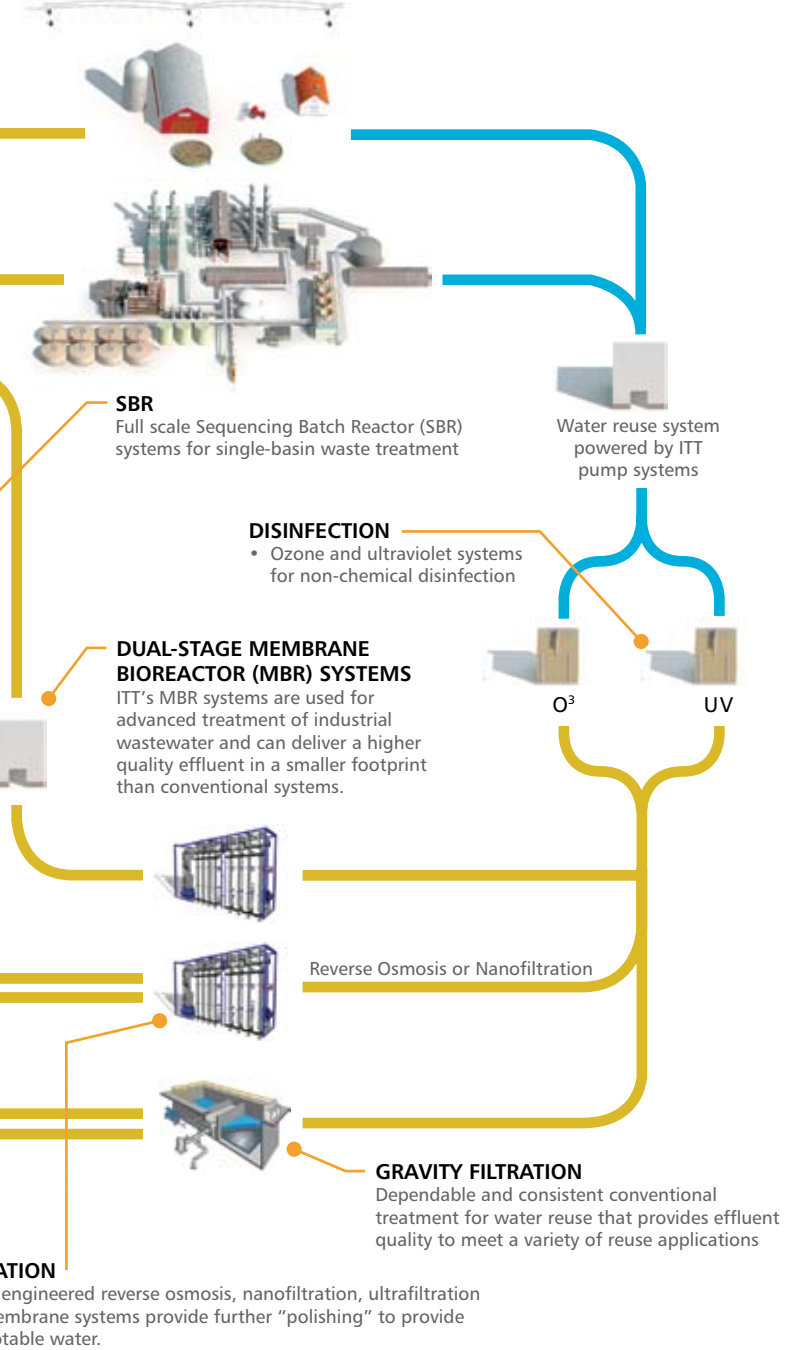 SBR
Full scale Sequencing Batch Reactor (SBR)
systems for single-basin waste treatment
Water reuse system
powered by ITT
pump systems
DISINFECTION
• Ozone and ultraviolet systems
for non-chemical disinfection
DUAL-STAGE MEMBRANE
BIOREACTOR (MBR) SYSTEMS
ITT’s MBR systems are used for
advanced treatment of industrial
wastewater and can deliver a higher
quality effluent in a smaller footprint
than conventional systems.
O³
UV
Reverse Osmosis or Nanofiltration
GRAVITY FILTRATION
Dependable and consistent conventional
treatment for water reuse that provides effluent
quality to meet a variety of reuse applications
ATION
engineered reverse osmosis, nanofiltration, ultrafiltration
embrane systems provide further “polishing” to provide
otable water.